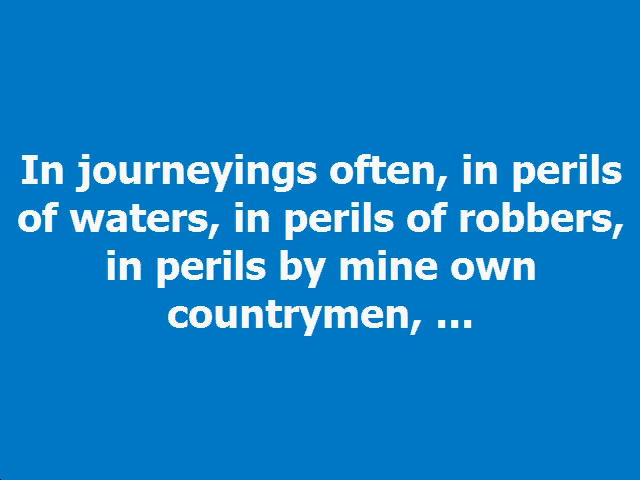 In journeyings often, in perils
of waters, in perils of robbers,
in perils by mine own
countrymen, ...